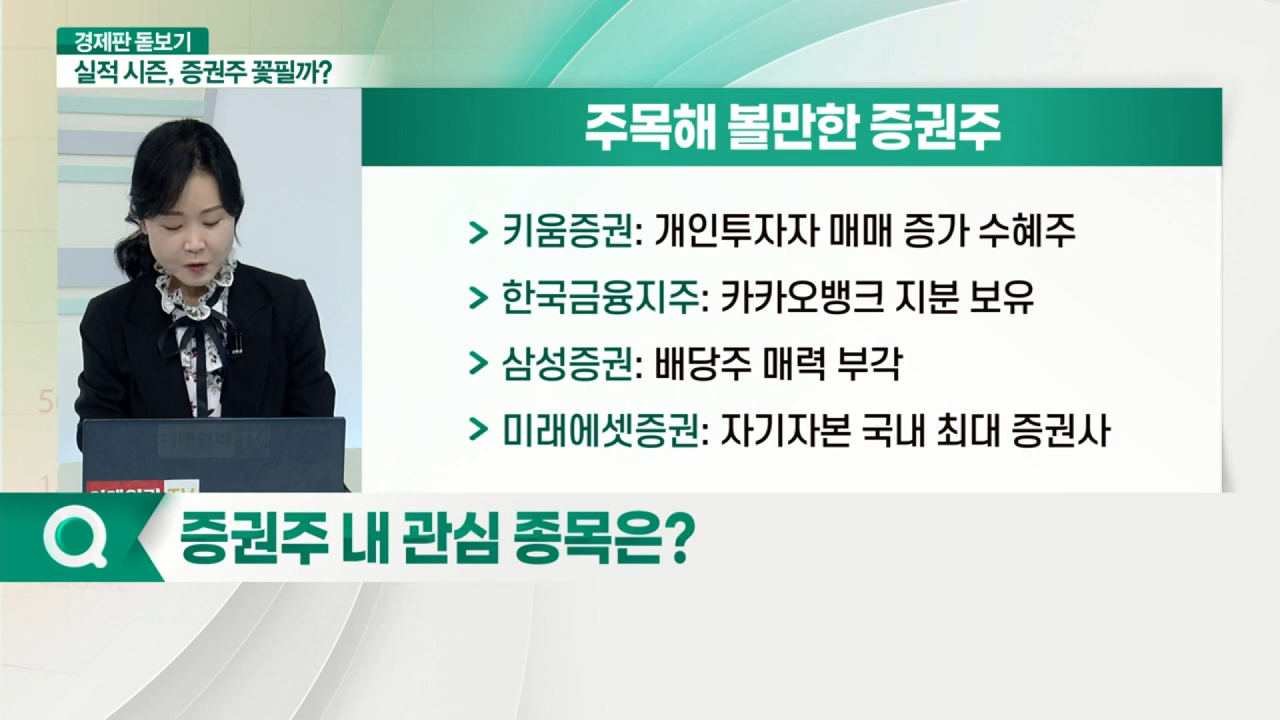 경제판 돋보기
실적 시즌, 증권주 꽃필까?
주목해 볼만한 증권주
> 키움증권: 개인투자자 매매 증가 수혜주
> 한국금융지주: 카카오뱅크 지분 보유
> 삼성증권: 배당주 매력 부각
> 미래에셋증권: 자기자본 국내 최대 증권사
Q 증권주 내 관심 종목은?